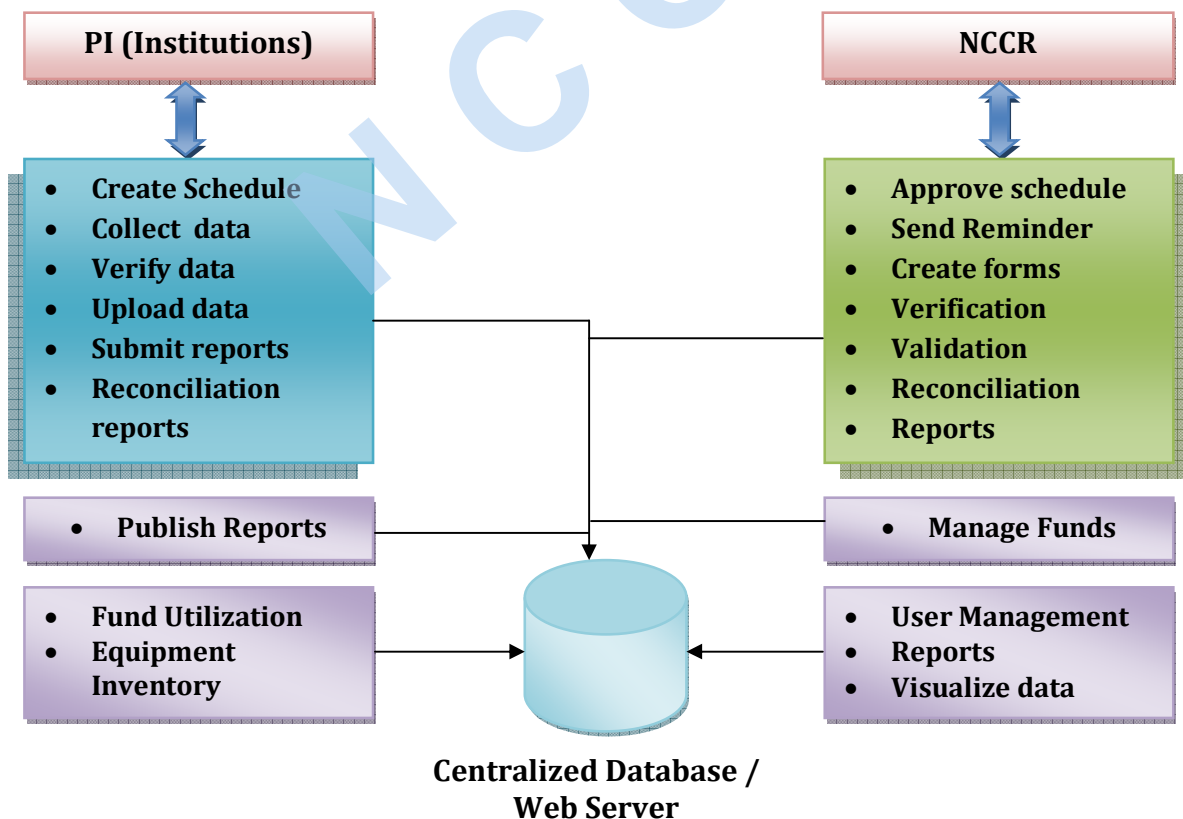 PI (Institutions)
NCCR
• Create Schedule
• Collect data
• Verify data
• Upload data
• Submit reports
• Reconciliation
reports
• Approve schedule
• Send Reminder
• Create forms
• Verification
• Validation
• Reconciliation
• Reports
• Publish Reports
• Manage Funds
• Fund Utilization
• Equipment
Inventory
• User Management
• Reports
• Visualize data
Centralized Database /
Web Server
N C